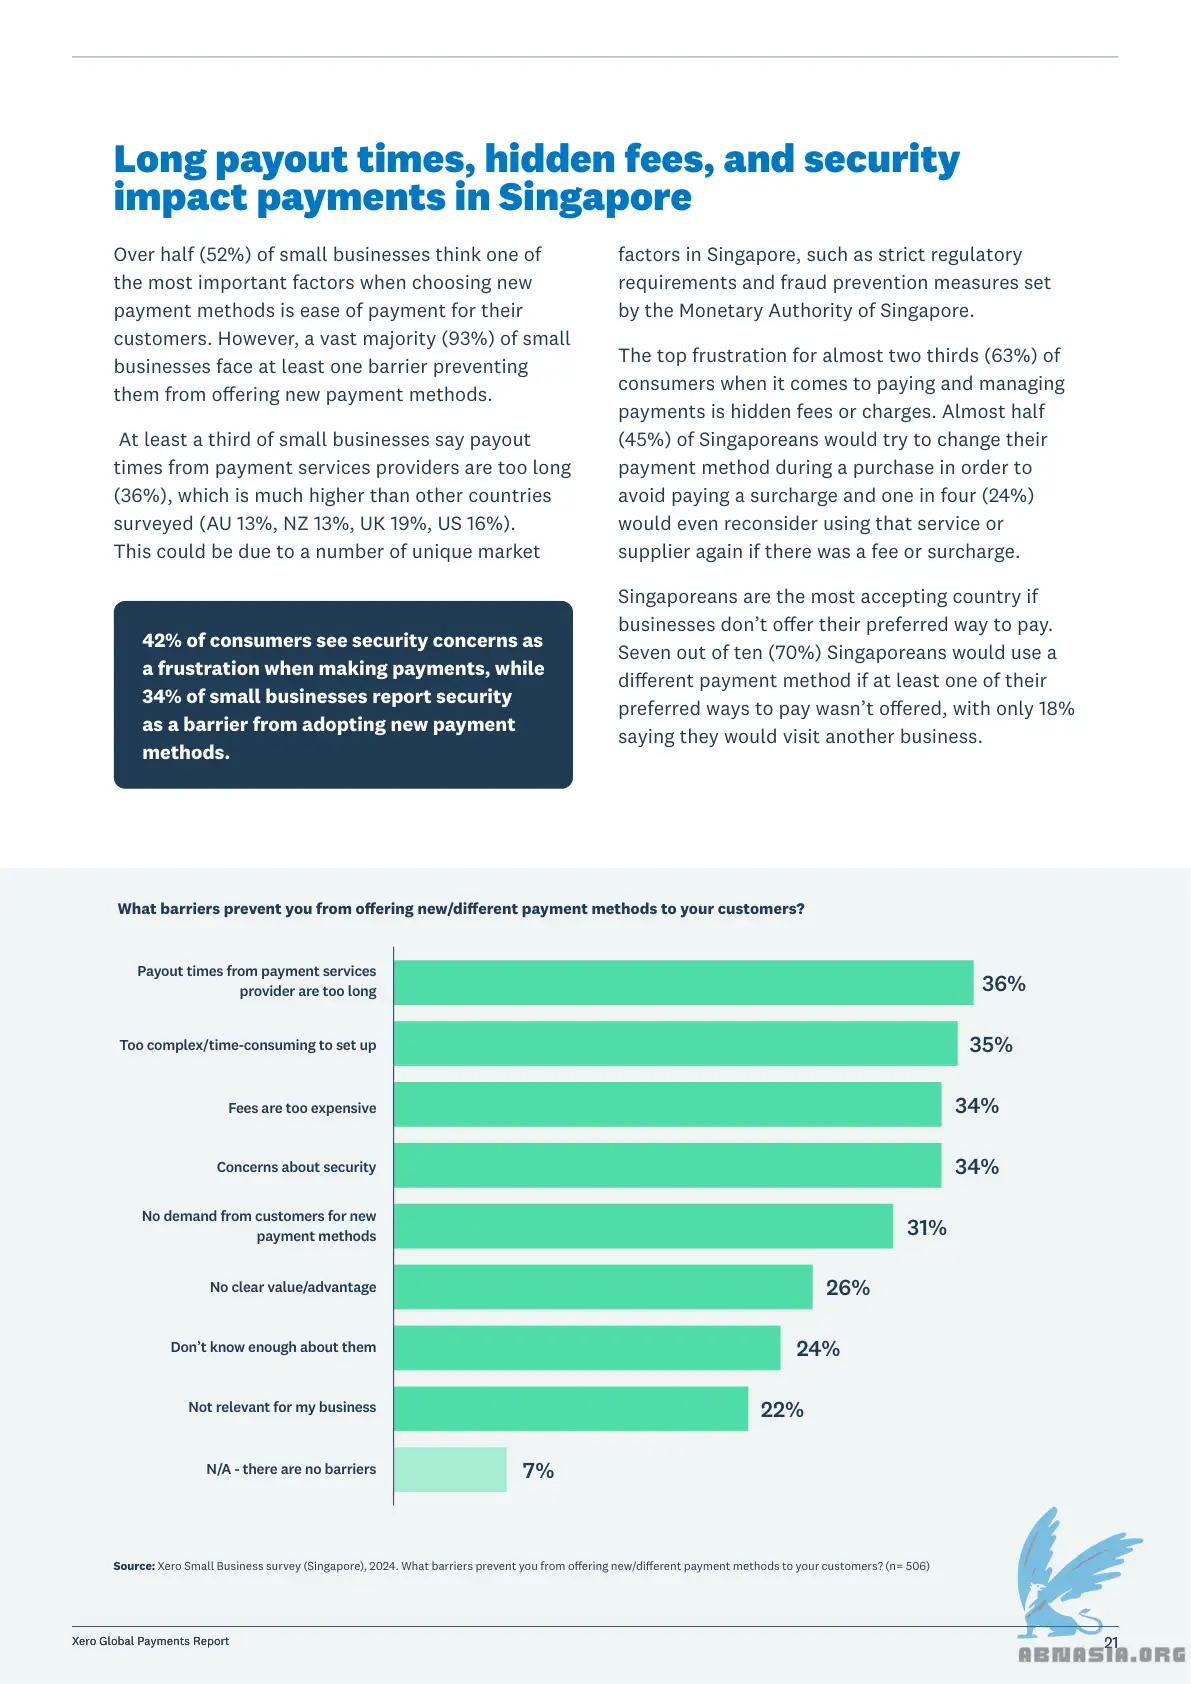 Long payout times, hidden fees, and security
impact payments in Singapore
Over half (52%) of small businesses think one of
the most important factors when choosing new
payment methods is ease of payment for their
customers. However, a vast majority (93%) of small
businesses face at least one barrier preventing
them from offering new payment methods.
At least a third of small businesses say payout
times from payment services providers are too long
(36%), which is much higher than other countries
surveyed (AU 13%, NZ 13%, UK 19%, US 16%).
This could be due to a number of unique market
factors in Singapore, such as strict regulatory
requirements and fraud prevention measures set
by the Monetary Authority of Singapore.
The top frustration for almost two thirds (63%) of
consumers when it comes to paying and managing
payments is hidden fees or charges. Almost half
(45%) of Singaporeans would try to change their
payment method during a purchase in order to
avoid paying a surcharge and one in four (24%)
would even reconsider using that service or
supplier again if there was a fee or surcharge.
Singaporeans are the most accepting country if
businesses don’t offer their preferred way to pay.
Seven out of ten (70%) Singaporeans would use a
different payment method if at least one of their
preferred ways to pay wasn’t offered, with only 18%
saying they would visit another business.
42% of consumers see security concerns as
a frustration when making payments, while
34% of small businesses report security
as a barrier from adopting new payment
methods.
What barriers prevent you from offering new/different payment methods to your customers?
Payout times from payment services
provider are too long
36%
Too complex/time-consuming to set up
35%
Fees are too expensive
34%
Concerns about security
34%
No demand from customers for new
payment methods
31%
No clear value/advantage
26%
Don’t know enough about them
24%
Not relevant for my business
22%
N/A - there are no barriers
7%
Source: Xero Small Business survey (Singapore), 2024. What barriers prevent you from offering new/different payment methods to your customers? (n= 506)
Xero Global Payments Report
21
ABNASIA.ORG